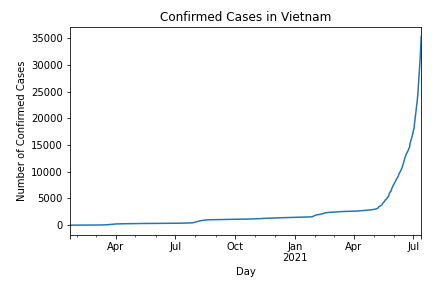 Confirmed Cases in Vietnam
35000
30000
25000
20000
15000
10000
5000
0
Number of Confirmed Cases
Apr Jul Oct Jan Apr Jul
2021
Day